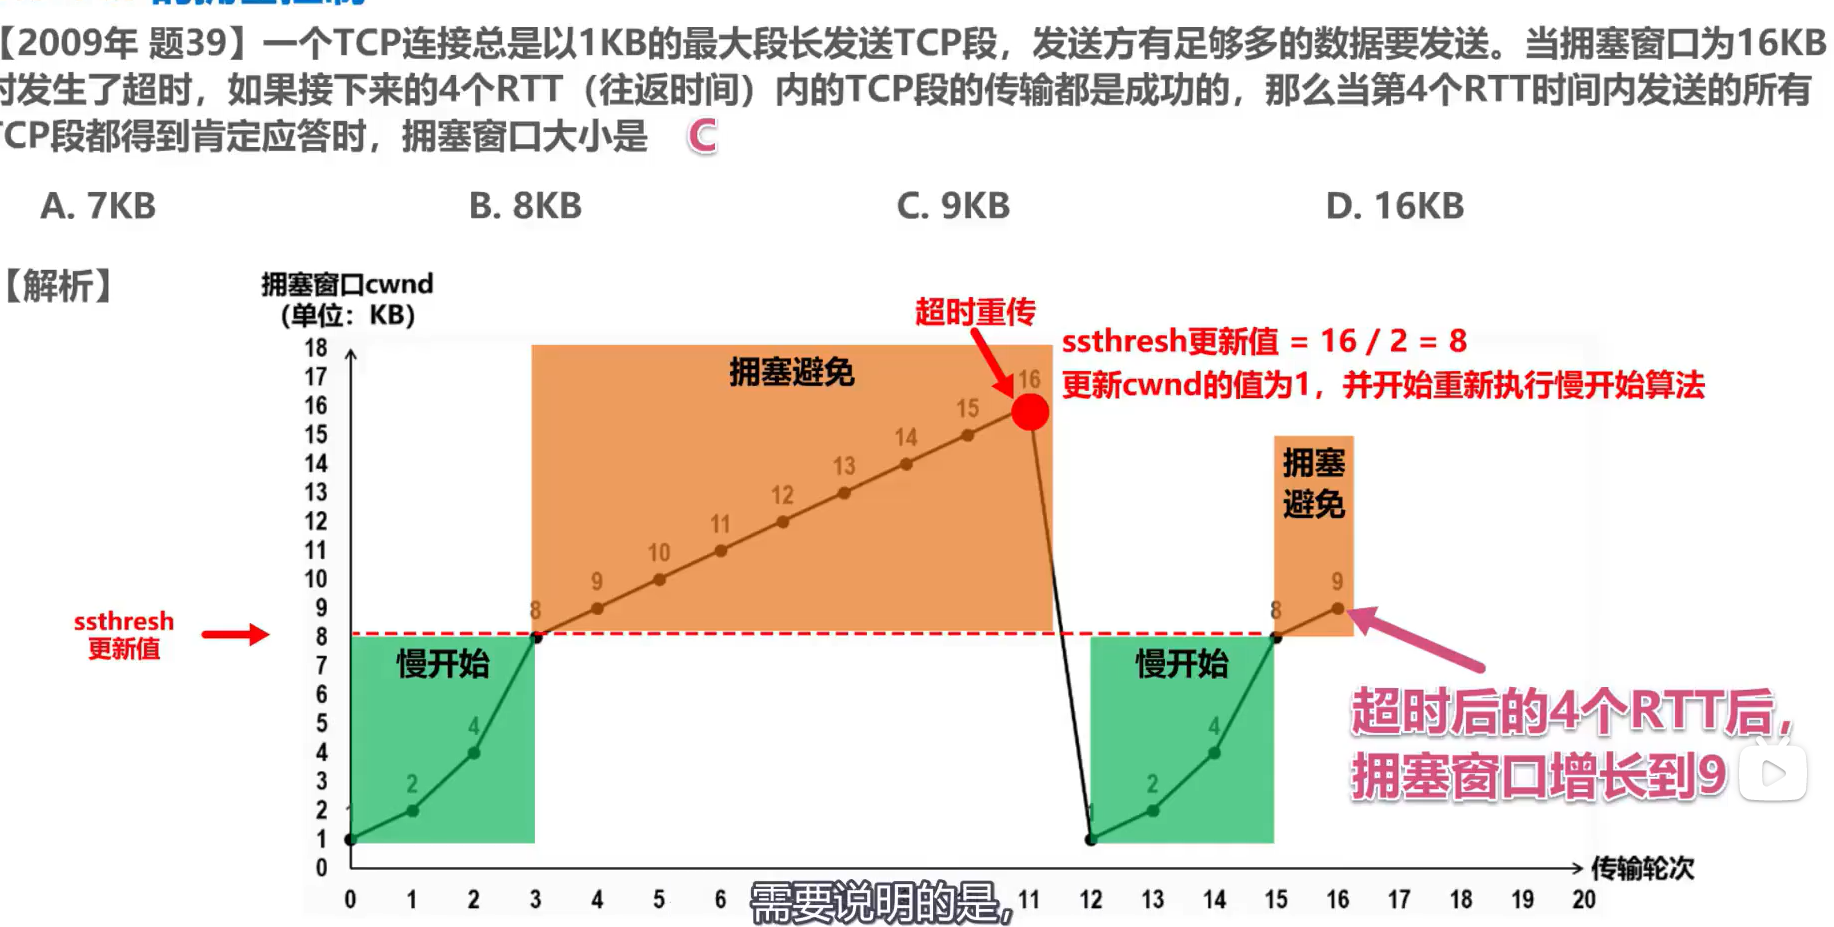 【2009年 题39】一个TCP连接总是以1KB的最大段长发送TCP段，发送方有足够多的数据要发送。当拥塞窗口为16KB
时发生了超时，如果接下来的4个RTT（往返时间）内的TCP段的传输都是成功的，那么当第4个RTT时间内发送的所有
TCP段都得到肯定应答时，拥塞窗口大小是 C
A. 7KB B. 8KB C. 9KB D. 16KB
【解析】
拥塞窗口cwnd
（单位：KB）
超时重传
ssthresh更新值 = 16 / 2 = 8
更新cwnd的值为1，并开始重新执行慢开始算法
18
17
16
15
14
13
12
11
10
9
8
7
6
5
4
3
2
1
0
拥塞避免
16
15
14
13
12
11
10
9
8
拥塞
避免
9
8
ssthresh
更新值
慢开始
4
2
1
慢开始
4
2
1
超时后的4个RTT后，
拥塞窗口增长到9
传输轮次
0 1 2 3 4 5 6 11 12 13 14 15 16 17 18 19 20
需要说明的是，